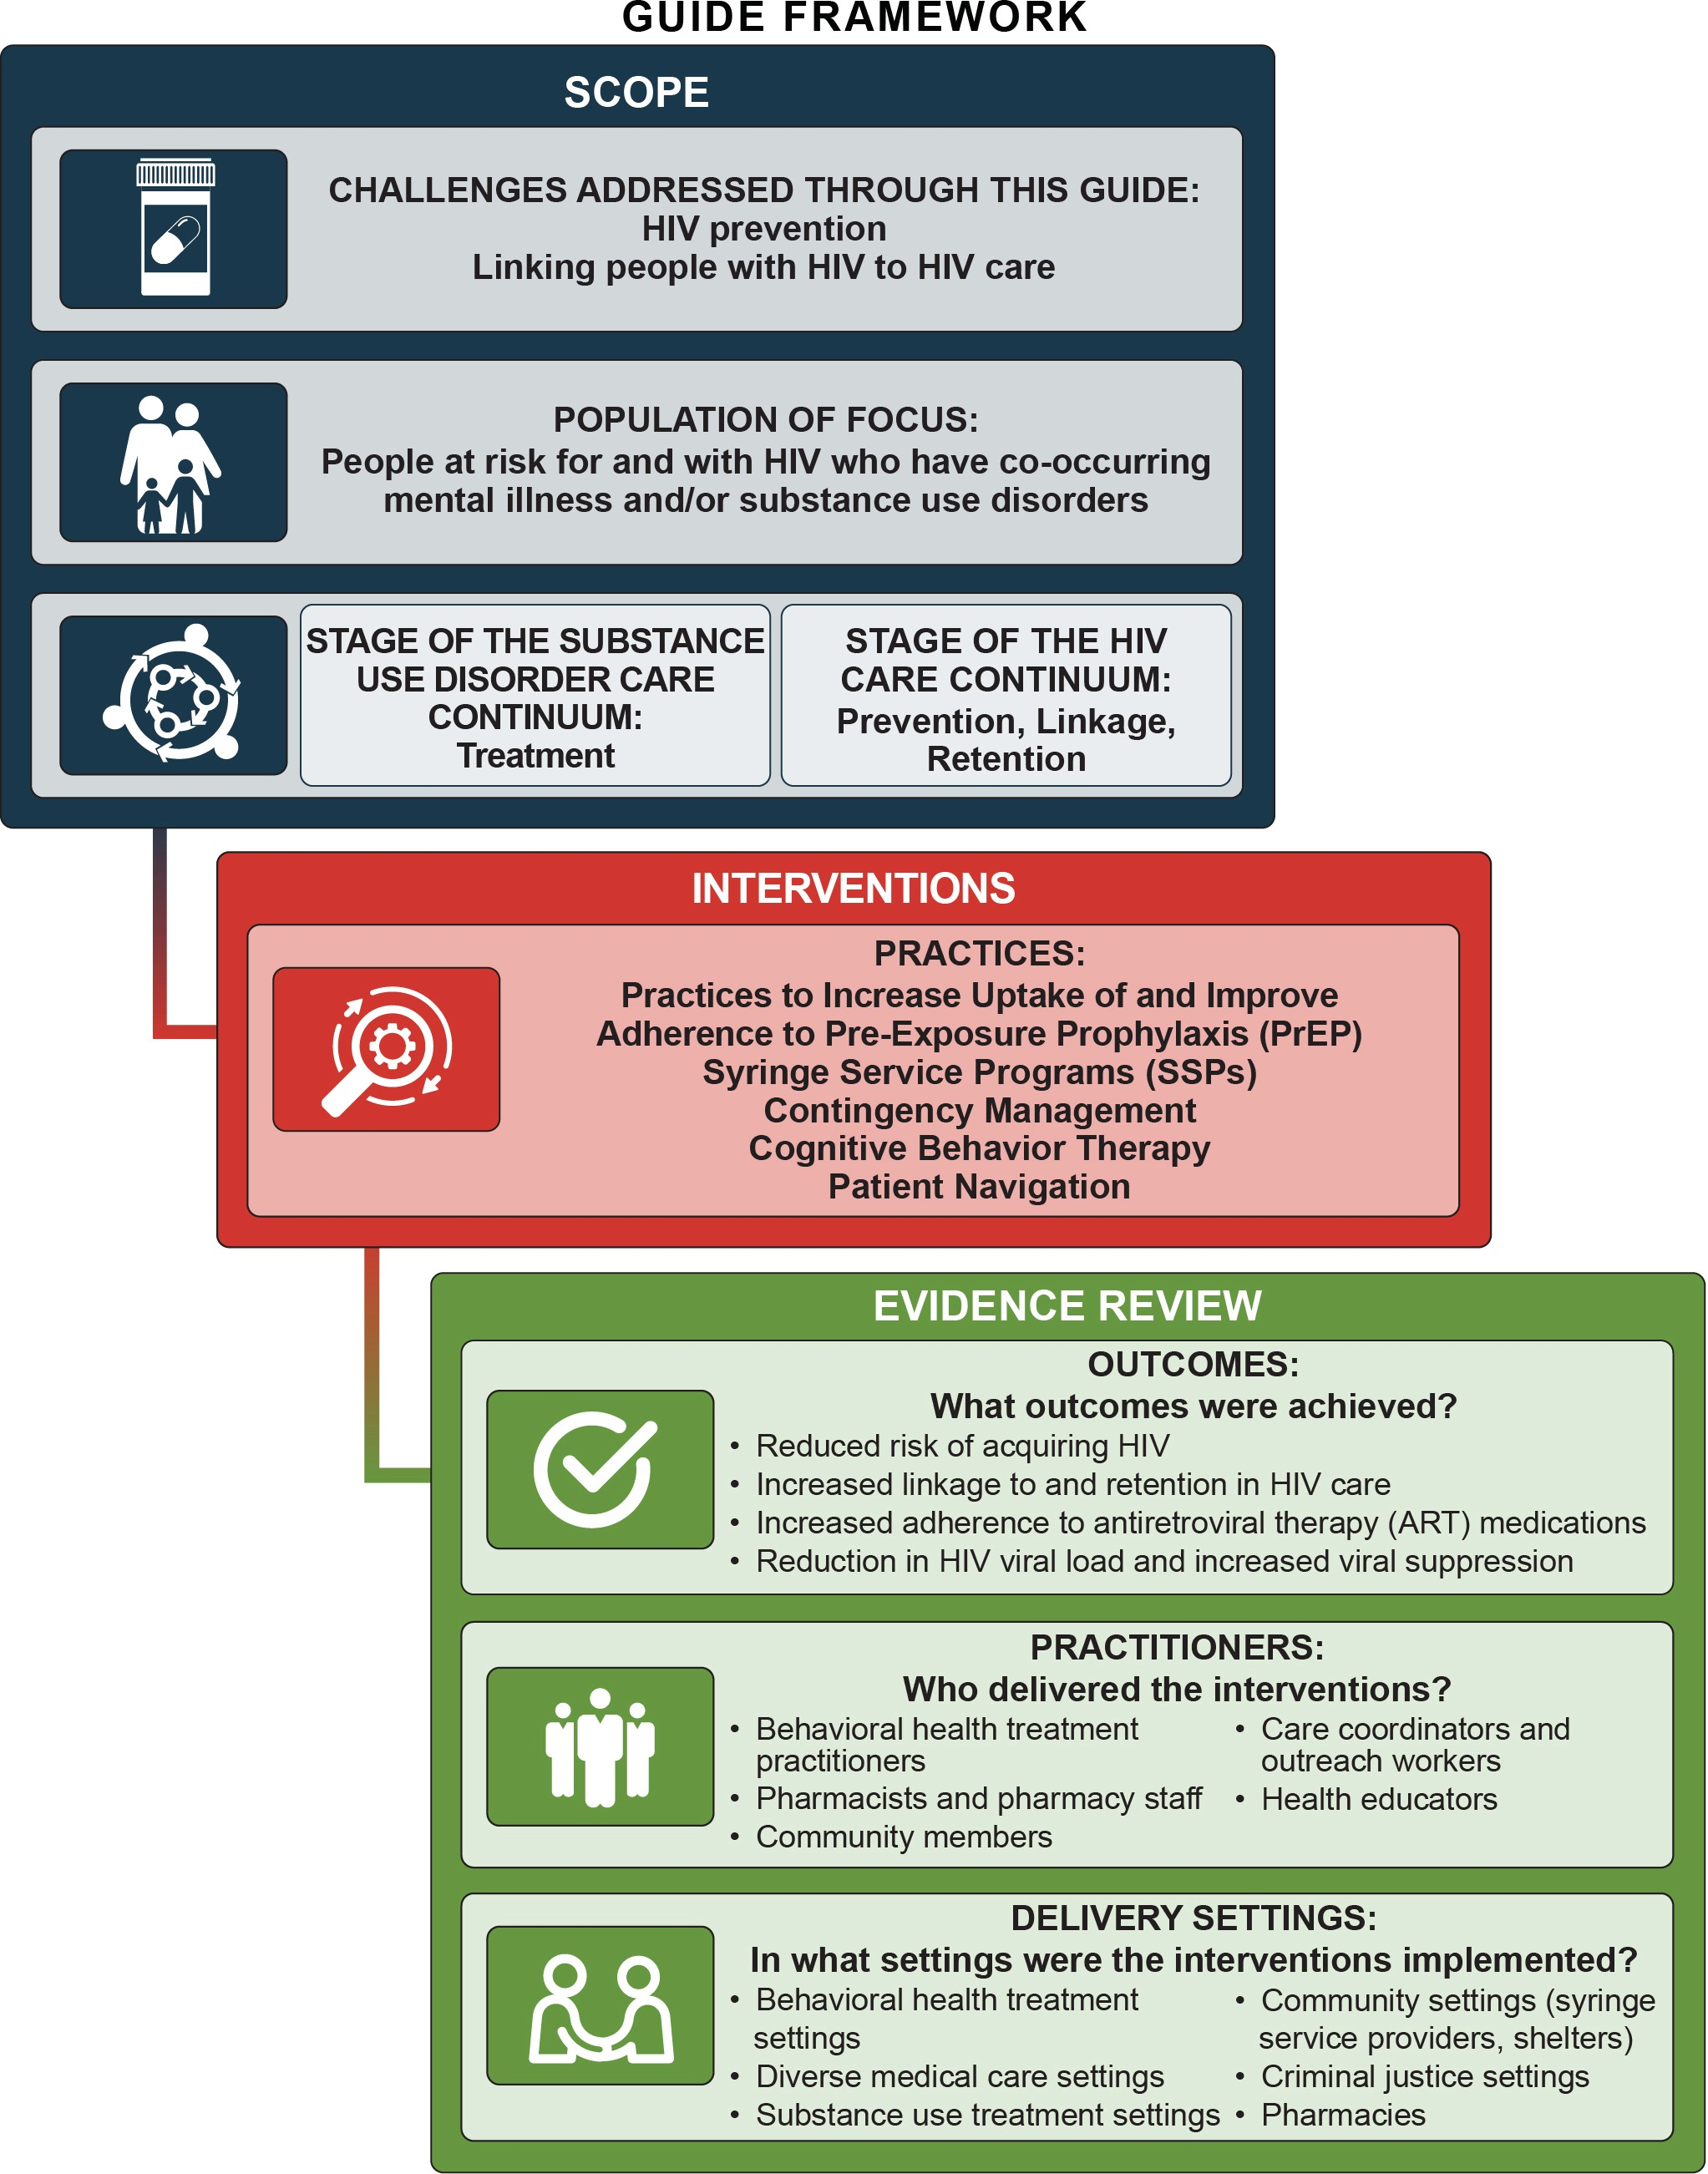 GUIDE FRAMEWORK
SCOPE
CHALLENGES ADDRESSED THROUGH THIS GUIDE:
HIV prevention
Linking people with HIV to HIV care
POPULATION OF FOCUS:
People at risk for and with HIV who have co-occurring
mental illness and/or substance use disorders
STAGE OF THE SUBSTANCE
USE DISORDER CARE
CONTINUUM:
Treatment
STAGE OF THE HIV
CARE CONTINUUM:
Prevention, Linkage,
Retention
INTERVENTIONS
PRACTICES:
Practices to Increase Uptake of and Improve
Adherence to Pre-Exposure Prophylaxis (PrEP)
Syringe Service Programs (SSPs)
Contingency Management
Cognitive Behavior Therapy
Patient Navigation
EVIDENCE REVIEW
OUTCOMES:
What outcomes were achieved?
• Reduced risk of acquiring HIV
• Increased linkage to and retention in HIV care
• Increased adherence to antiretroviral therapy (ART) medications
• Reduction in HIV viral load and increased viral suppression
PRACTITIONERS:
Who delivered the interventions?
• Behavioral health treatment
practitioners
• Pharmacists and pharmacy staff
• Community members
• Care coordinators and
outreach workers
• Health educators
DELIVERY SETTINGS:
In what settings were the interventions implemented?
• Behavioral health treatment
settings
• Diverse medical care settings
• Substance use treatment settings
• Community settings (syringe
service providers, shelters)
• Criminal justice settings
• Pharmacies